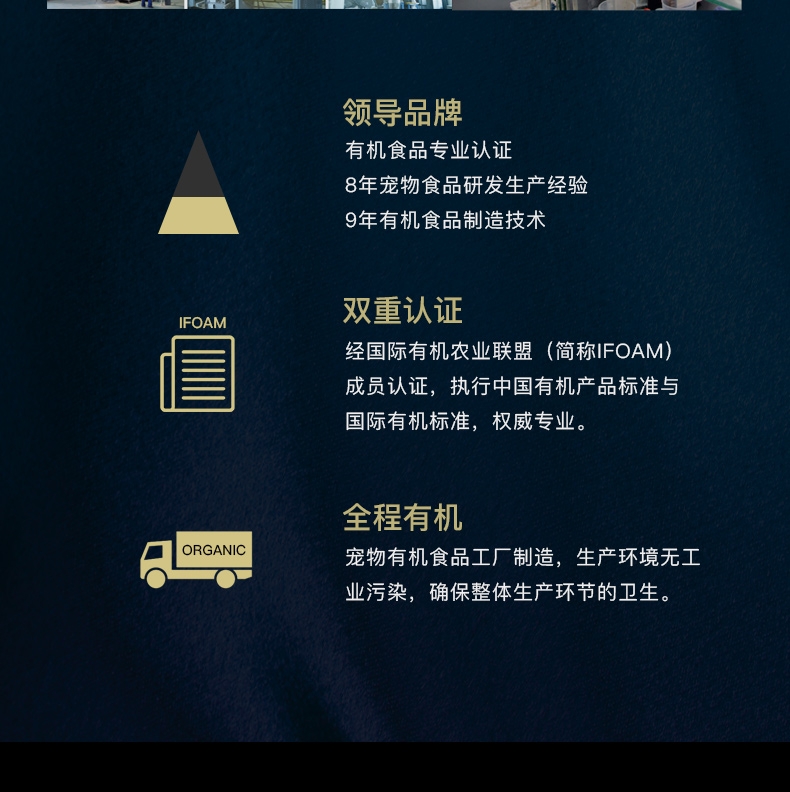 领导品牌
有机食品专业认证
8年宠物食品研发生产经验
9年有机食品制造技术
双重认证
IFOAM
经国际有机农业联盟（简称IFOAM）
成员认证，执行中国有机产品标准与
国际有机标准，权威专业。
全程有机
ORGANIC
宠物有机食品工厂制造，生产环境无工
业污染，确保整体生产环节的卫生。